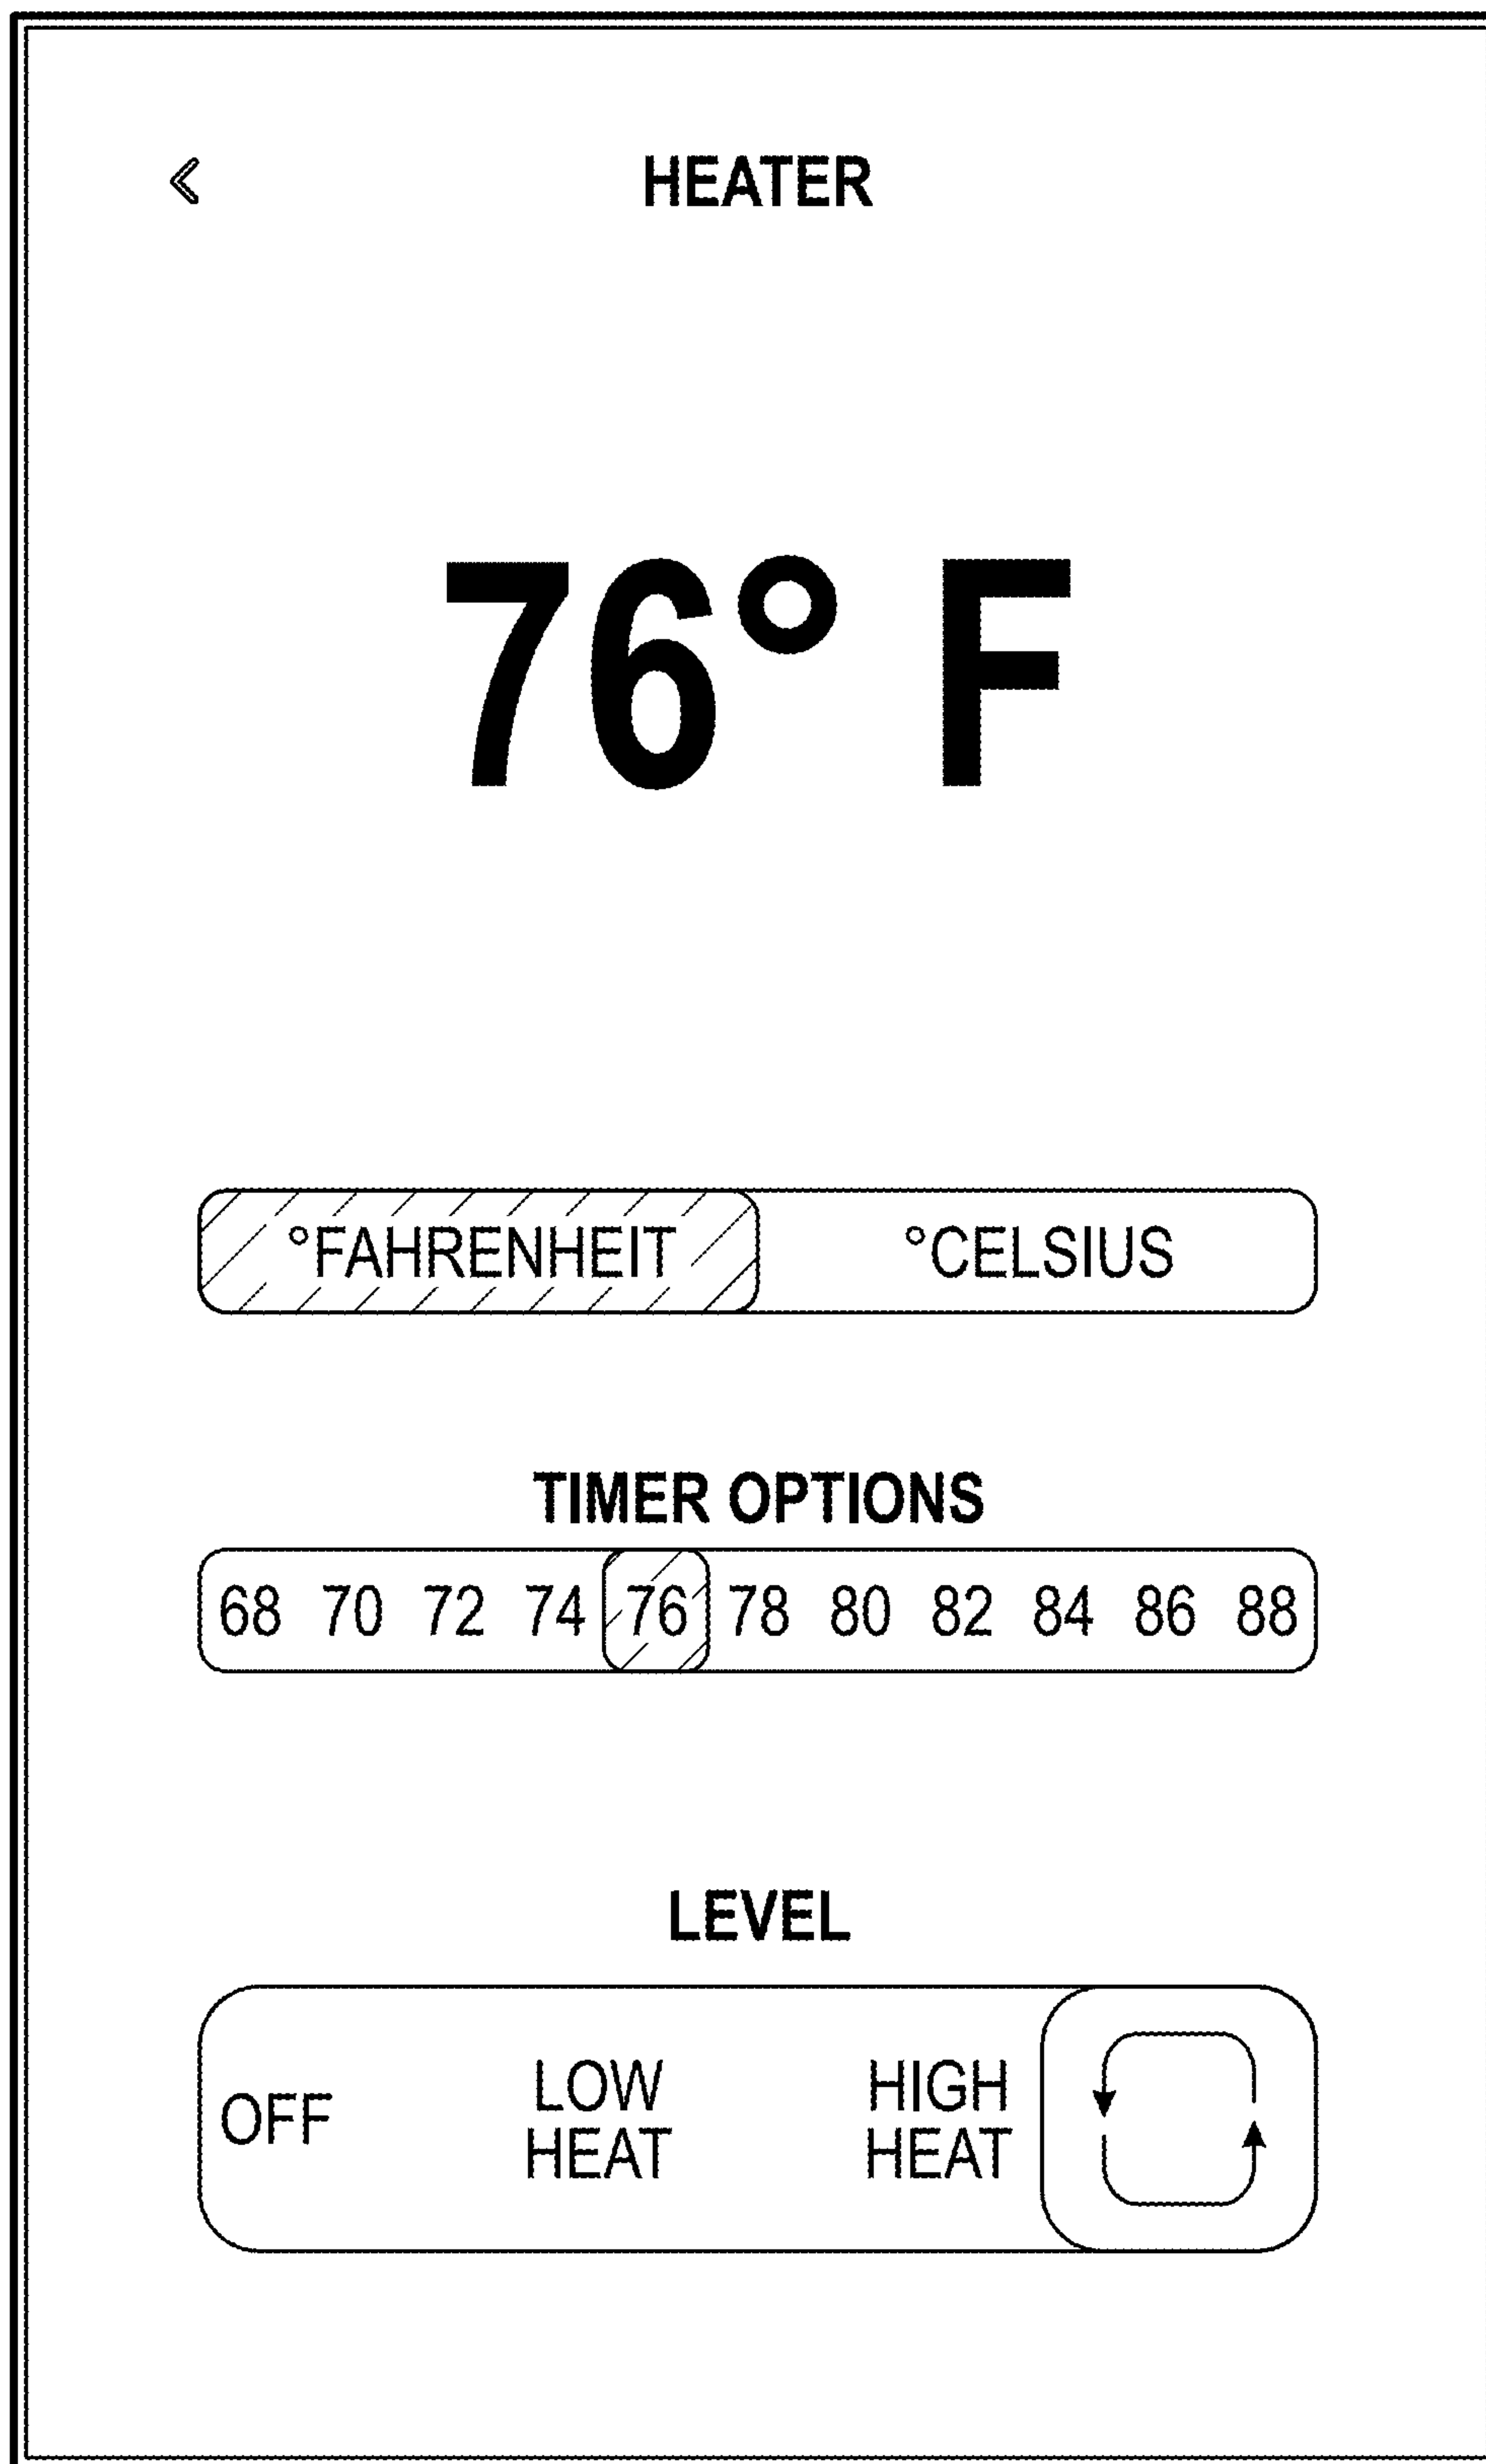 HEATER
76° F
°FAHRENHEIT °CELSIUS
TIMER OPTIONS
68 70 72 74 76 78 80 82 84 86 88
LEVEL
OFF LOW HEAT HIGH HEAT